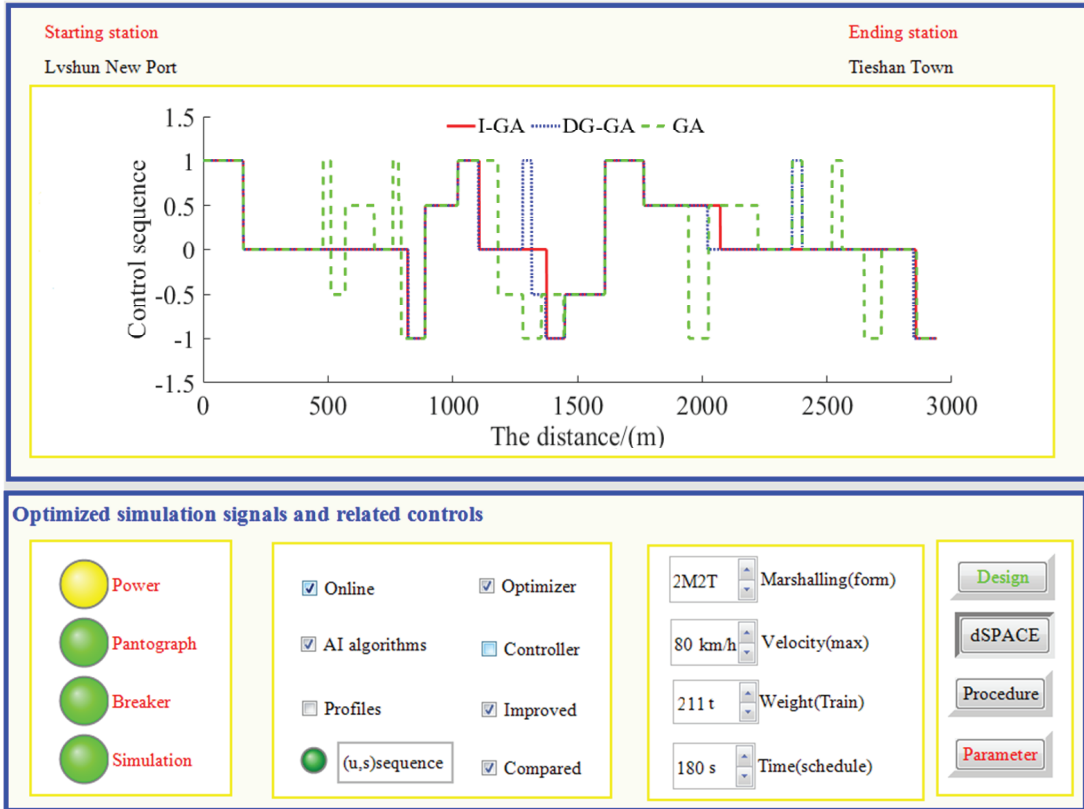 Starting station
Ending station
Lvshun New Port
Tieshan Town
I-GA DG-GA GA
Control sequence
1.5
1
0.5
0
-0.5
-1
-1.5
0 500 1000 1500 2000 2500 3000
The distance/(m)
Optimized simulation signals and related controls
Power
Pantograph
Breaker
Simulation
Online
Optimizer
AI algorithms
Controller
Profiles
Improved
(u,s)sequence
Compared
2M2T Marshalling(form)
80 km/h Velocity(max)
211 t Weight(Train)
180 s Time(schedule)
Design
dSPACE
Procedure
Parameter